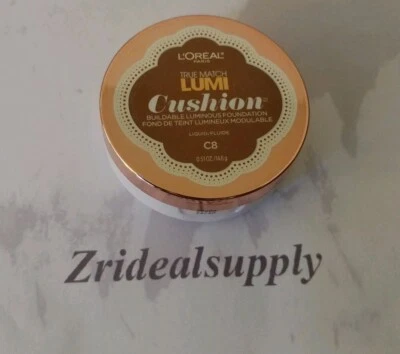 L'ORÉAL
PARIS
TRUE MATCH
LUMI
Cushion
BUILDABLE LUMINOUS FOUNDATION
FOND DE TEINT LUMINEUX MODULABLE
C8
Zridealsupply